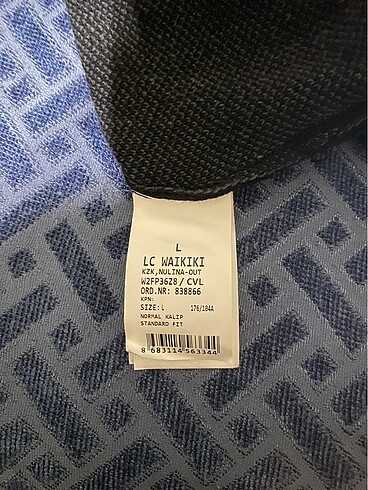 L
LC WAIKIKI
KZK,NULINA-OUT
W2FP36Z8 / CVL
ORD.NR: 838866
KPN:
SIZE: L 176/184A
NORMAL KALIP
STANDARD FIT
8 683114 563344